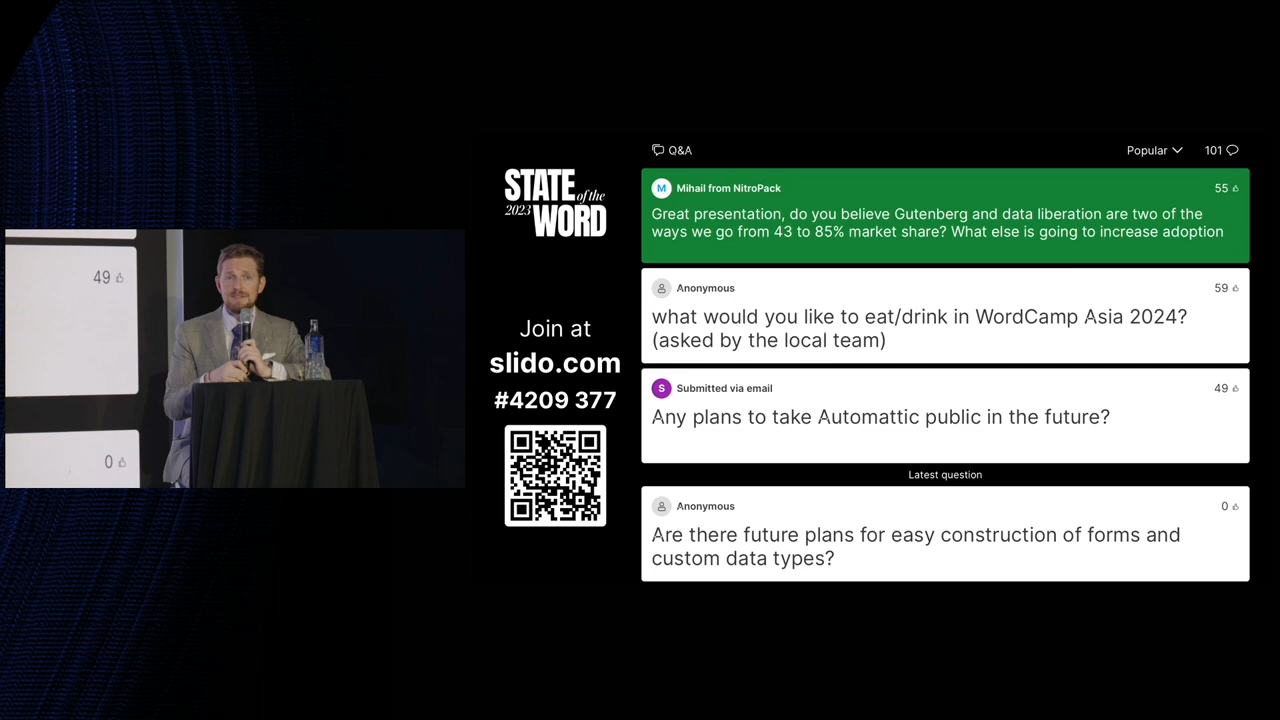 49
0
STATE of the
2023 WORD
Join at
slido.com
#4209 377
Q&A
Popular
101
M
Mihail from NitroPack
55
Great presentation, do you believe Gutenberg and data liberation are two of the
ways we go from 43 to 85% market share? What else is going to increase adoption
Anonymous
59
what would you like to eat/drink in WordCamp Asia 2024?
(asked by the local team)
S
Submitted via email
49
Any plans to take Automattic public in the future?
Latest question
Anonymous
0
Are there future plans for easy construction of forms and
custom data types?